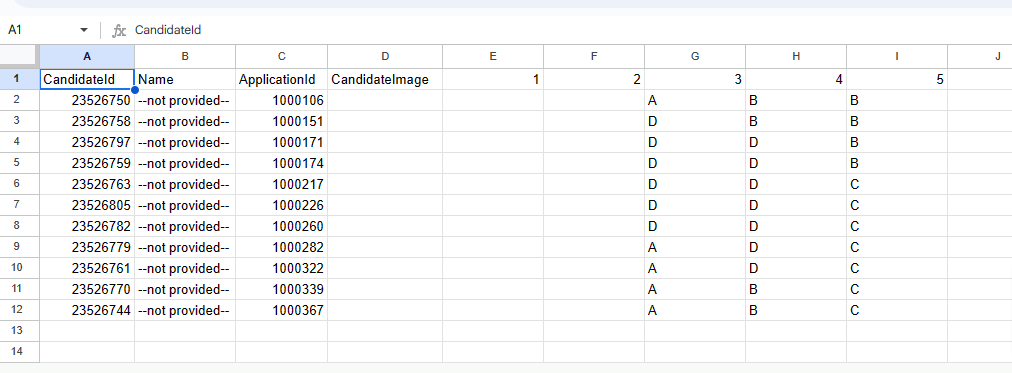 A1 fx CandidateId
A B C D E F G H I J
1 CandidateId Name ApplicationId CandidateImage 1 2 3 4 5
2 23526750 --not provided-- 1000106 A B B
3 23526758 --not provided-- 1000151 D B B
4 23526797 --not provided-- 1000171 D D B
5 23526759 --not provided-- 1000174 D D B
6 23526763 --not provided-- 1000217 D D C
7 23526805 --not provided-- 1000226 D D C
8 23526782 --not provided-- 1000260 D D C
9 23526779 --not provided-- 1000282 A D C
10 23526761 --not provided-- 1000322 A D C
11 23526770 --not provided-- 1000339 A B C
12 23526744 --not provided-- 1000367 A B C
13
14